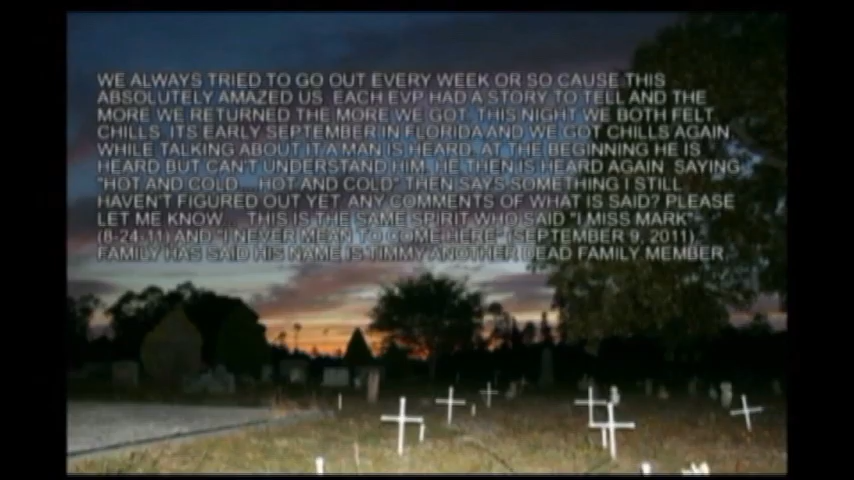 WE ALWAYS TRIED TO GO OUT EVERY WEEK OR SO CAUSE THIS
ABSOLUTELY AMAZED US EACH EVP HAD A STORY TO TELL AND THE
MORE WE RETURNED THE MORE WE GOT. THIS NIGHT WE BOTH FELT
CHILLS. ITS EARLY SEPTEMBER IN FLORIDA AND WE GOT CHILLS AGAIN
WHILE TALKING ABOUT IT A MAN IS HEARD. AT THE BEGINNING HE IS
HEARD BUT CAN'T UNDERSTAND HIM. HE THEN IS HEARD AGAIN SAYING
"HOT AND COLD... HOT AND COLD" THEN SAYS SOMETHING I STILL
HAVEN'T FIGURED OUT YET ANY COMMENTS OF WHAT IS SAID? PLEASE
LET ME KNOW... THIS IS THE SAME SPIRIT WHO SAID "I MISS MARK"
(8-24-11) AND "I NEVER MEAN TO COME HERE" (SEPTEMBER 9, 2011).
FAMILY HAS SAID HIS NAME IS TIMMY ANOTHER DEAD FAMILY MEMBER